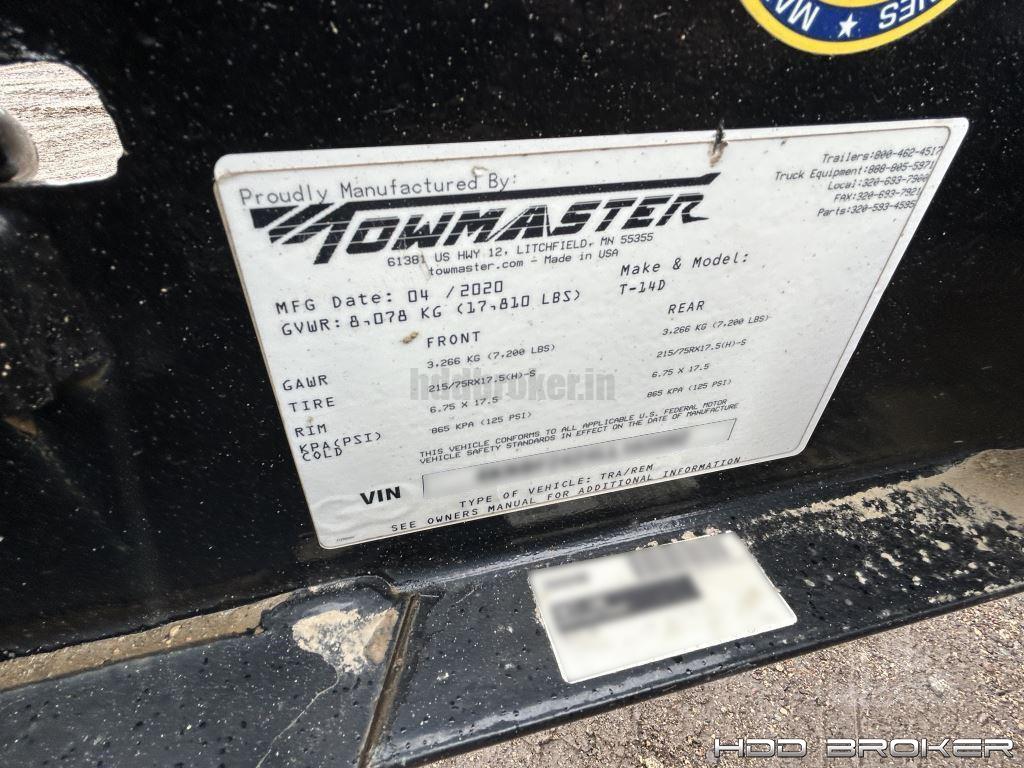 MA
NES
Trailers:800-462-4517
Truck Equipment:888-805-5971
Local:320-693-7900
FAX:320-693-7921
Parts:320-593-4595
Proudly Manufactured By:
TOWMASTER
61381 US HWY 12, LITCHFIELD, MN 55355
towmaster.com - Made in USA
MFG Date: 04 /2020
Make & Model:
GVWR: 8,078 KG (17,810 LBS)
T-14D
FRONT REAR
GAWR 3,266 KG (7,200 LBS) 3,266 KG (7,200 LBS)
TIRE 215/75RX17.5(H)-S 215/75RX17.5(H)-S
RIM 6.75 X 17.5 6.75 X 17.5
KPA(PSI) 865 KPA (125 PSI) 865 KPA (125 PSI)
COLD
THIS VEHICLE CONFORMS TO ALL APPLICABLE U.S. FEDERAL MOTOR
VEHICLE SAFETY STANDARDS IN EFFECT ON THE DATE OF MANUFACTURE
VIN
TYPE OF VEHICLE: TRA/REM
SEE OWNERS MANUAL FOR ADDITIONAL INFORMATION
hddbroker.in
HDD BROKER